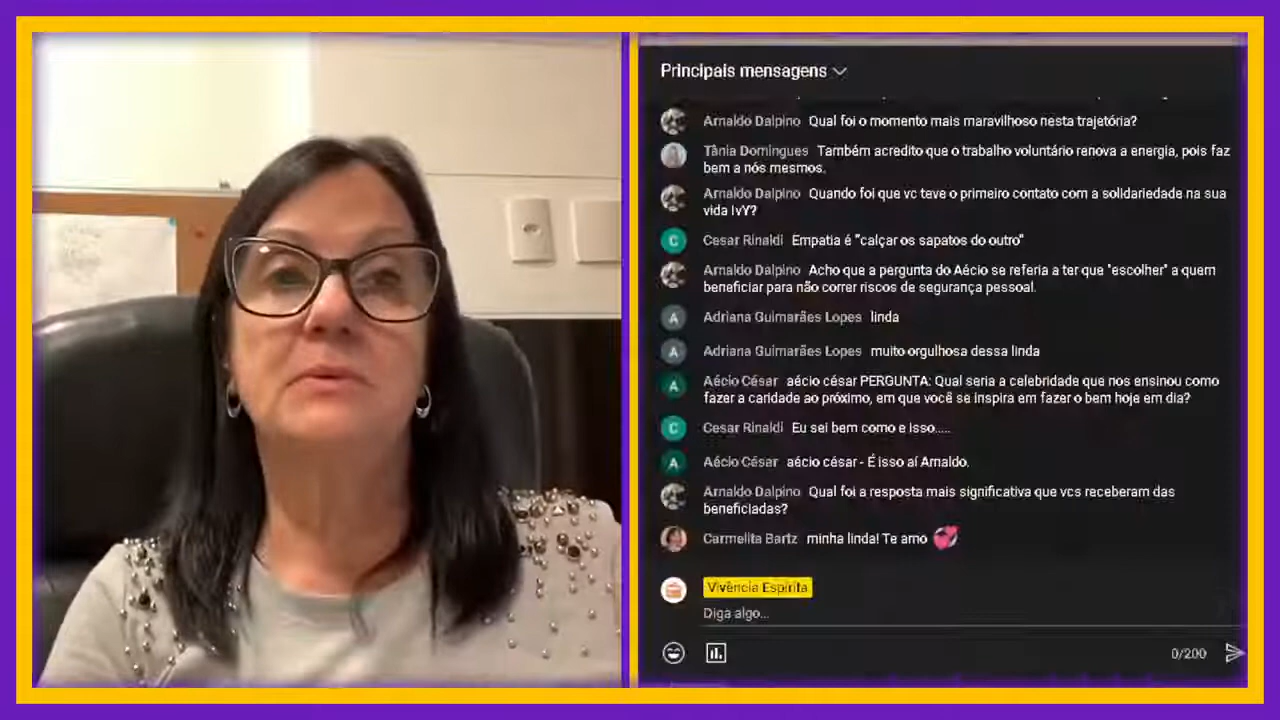 Principais mensagens
Arnaldo Dalpino Qual foi o momento mais maravilhoso nesta trajetória?
Tânia Domingues Também acredito que o trabalho voluntário renova a energia, pois faz
bem a nós mesmos.
Arnaldo Dalpino Quando foi que vc teve o primeiro contato com a solidariedade na sua
vida IvY?
C Cesar Rinaldi Empatia é "calçar os sapatos do outro"
Arnaldo Dalpino Acho que a pergunta do Aécio se referia a ter que "escolher" a quem
beneficiar para não correr riscos de segurança pessoal.
A Adriana Guimarães Lopes linda
A Adriana Guimarães Lopes muito orgulhosa dessa linda
A Aécio César aécio césar PERGUNTA: Qual seria a celebridade que nos ensinou como
fazer a caridade ao próximo, em que você se inspira em fazer o bem hoje em dia?
C Cesar Rinaldi Eu sei bem como e isso.....
A Aécio César aécio césar - É isso aí Arnaldo.
Arnaldo Dalpino Qual foi a resposta mais significativa que vcs receberam das
beneficiadas?
Carmelita Bartz minha linda! Te amo
Vivência Espírita
Diga algo...
0/200